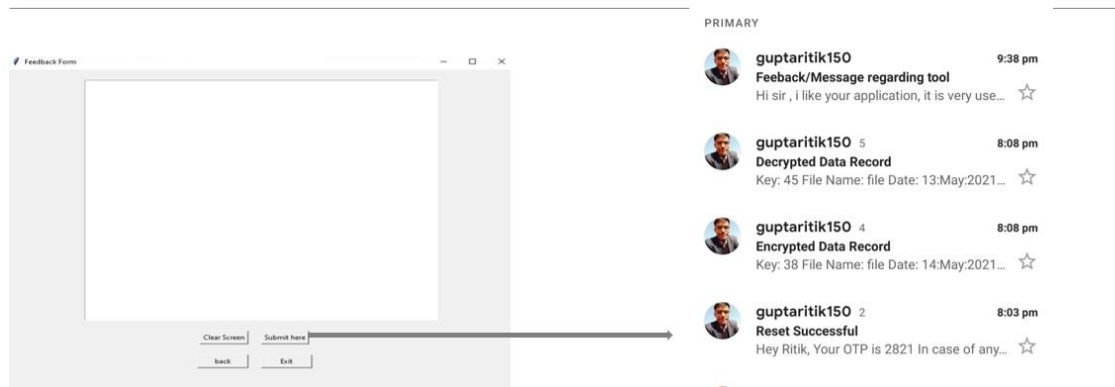 Feedback Form
Clear Screen
Submit here
back
Exit
PRIMARY
guptaritik150
9:38 pm
Feeback/Message regarding tool
Hi sir , i like your application, it is very use...
guptaritik150 5
8:08 pm
Decrypted Data Record
Key: 45 File Name: file Date: 13:May:2021...
guptaritik150 4
8:08 pm
Encrypted Data Record
Key: 38 File Name: file Date: 14:May:2021...
guptaritik150 2
8:03 pm
Reset Successful
Hey Ritik, Your OTP is 2821 In case of any...